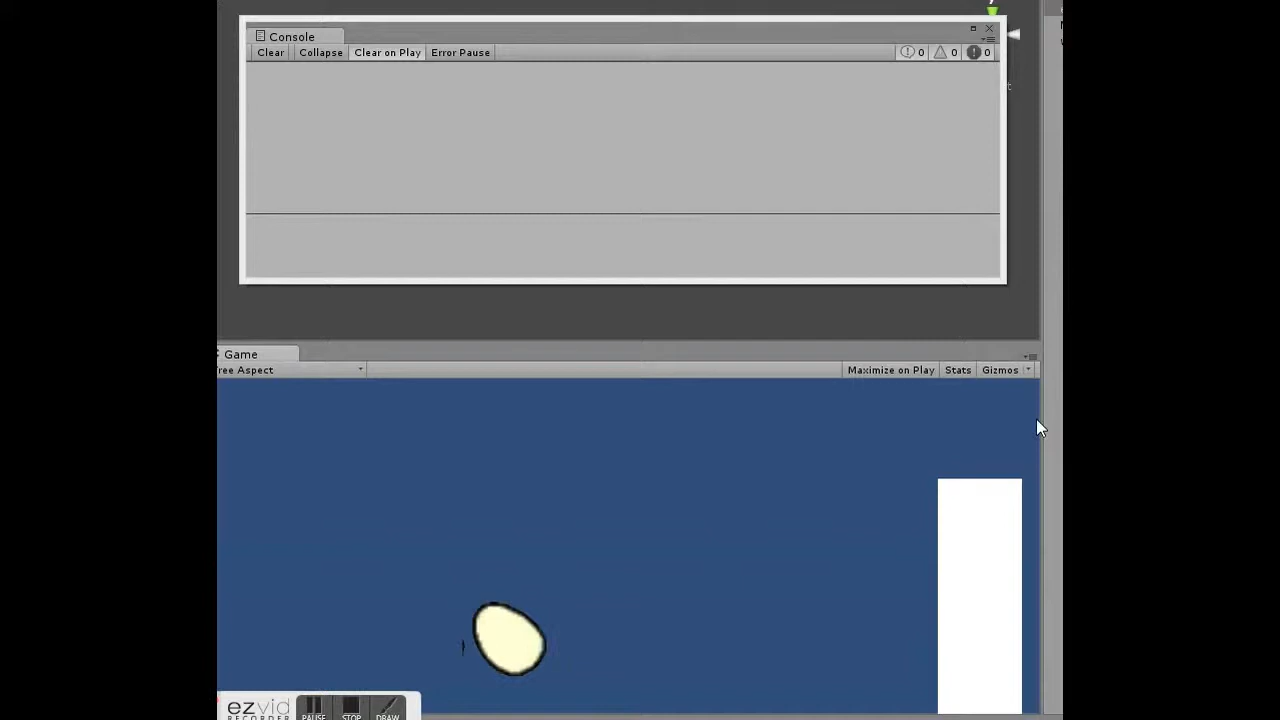 Console
Clear Collapse Clear on Play Error Pause 0 0 0
t
Game
ree Aspect Maximize on Play Stats Gizmos
ezvid
RECORDER PAUSE STOP DRAW